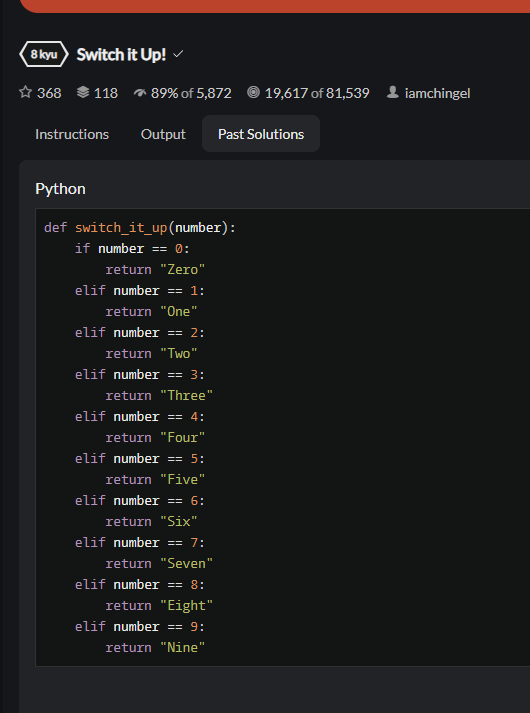 8 kyu Switch it Up!
368 118 89% of 5,872 19,617 of 81,539 iamchingel
Instructions Output Past Solutions
Python
def switch_it_up(number):
    if number == 0:
        return "Zero"
    elif number == 1:
        return "One"
    elif number == 2:
        return "Two"
    elif number == 3:
        return "Three"
    elif number == 4:
        return "Four"
    elif number == 5:
        return "Five"
    elif number == 6:
        return "Six"
    elif number == 7:
        return "Seven"
    elif number == 8:
        return "Eight"
    elif number == 9:
        return "Nine"